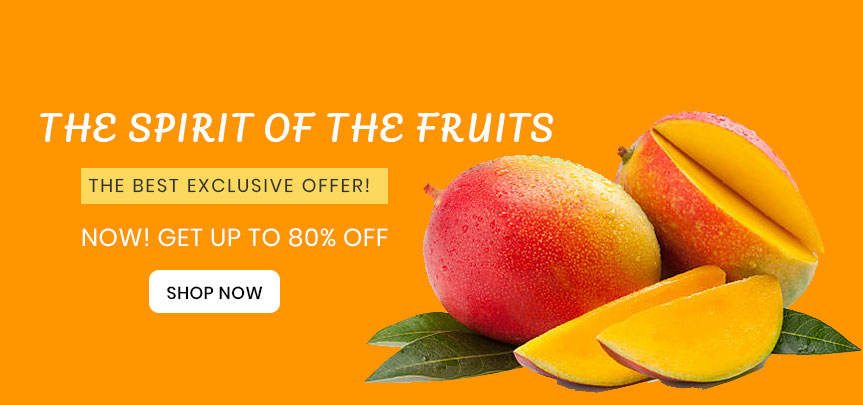 THE SPIRIT OF THE FRUITS
THE BEST EXCLUSIVE OFFER!
NOW! GET UP TO 80% OFF
SHOP NOW